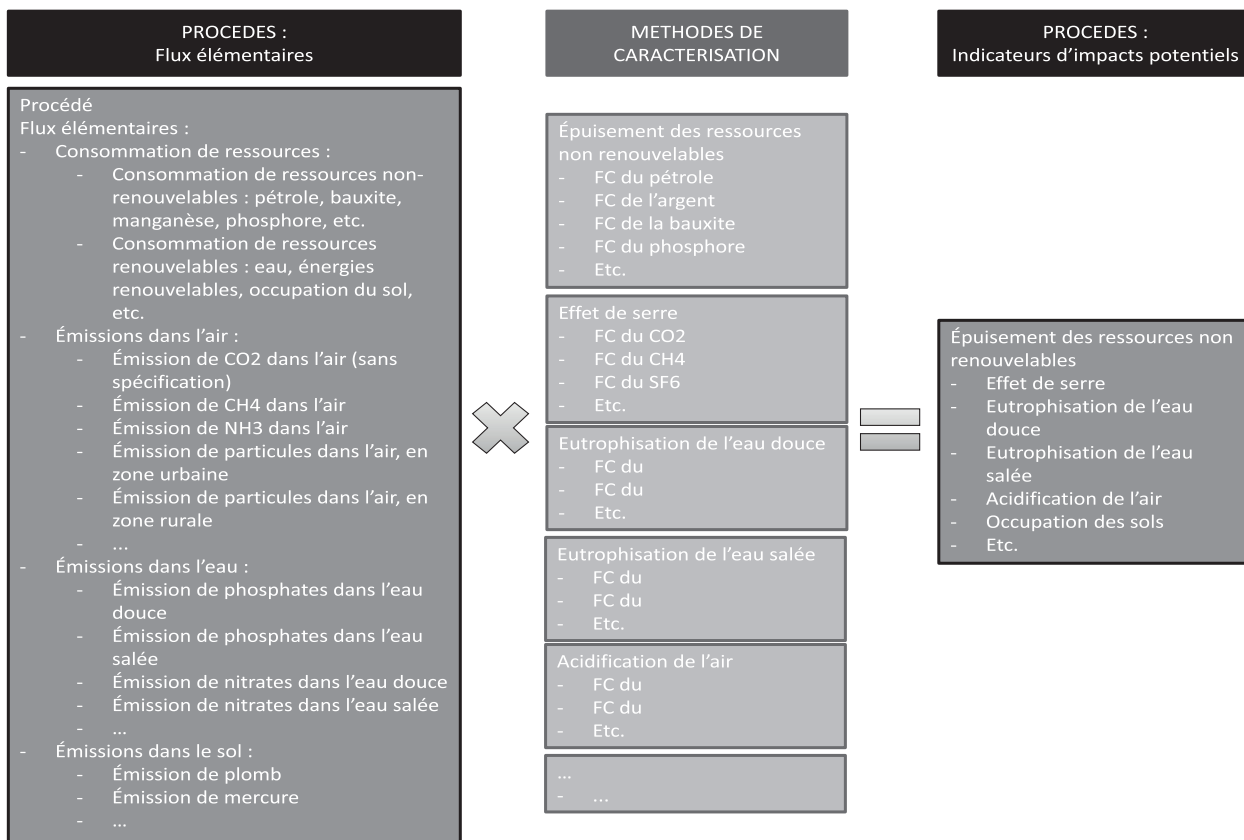 PROCEDES :
Flux élémentaires
Procédé
Flux élémentaires :
- Consommation de ressources :
- Consommation de ressources non-
renouvelables : pétrole, bauxite,
manganèse, phosphore, etc.
- Consommation de ressources
renouvelables : eau, énergies
renouvelables, occupation du sol,
etc.
- Émissions dans l'air :
- Émission de CO2 dans l'air (sans
spécification)
- Émission de CH4 dans l'air
- Émission de NH3 dans l'air
- Émission de particules dans l'air, en
zone urbaine
- Émission de particules dans l'air, en
zone rurale
- ...
- Émissions dans l'eau :
- Émission de phosphates dans l'eau
douce
- Émission de phosphates dans l'eau
salée
- Émission de nitrates dans l'eau douce
- Émission de nitrates dans l'eau salée
- ...
- Émissions dans le sol :
- Émission de plomb
- Émission de mercure
- ...
METHODES DE
CARACTERISATION
Épuisement des ressources
non renouvelables
- FC du pétrole
- FC de l'argent
- FC de la bauxite
- FC du phosphore
- Etc.
Effet de serre
- FC du CO2
- FC du CH4
- FC du SF6
- Etc.
Eutrophisation de l'eau douce
- FC du
- FC du
- Etc.
Eutrophisation de l'eau salée
- FC du
- FC du
- Etc.
Acidification de l'air
- FC du
- FC du
- Etc.
...
- ...
PROCEDES :
Indicateurs d'impacts potentiels
Épuisement des ressources non
renouvelables
- Effet de serre
- Eutrophisation de l'eau
douce
- Eutrophisation de l'eau
salée
- Acidification de l'air
- Occupation des sols
- Etc.